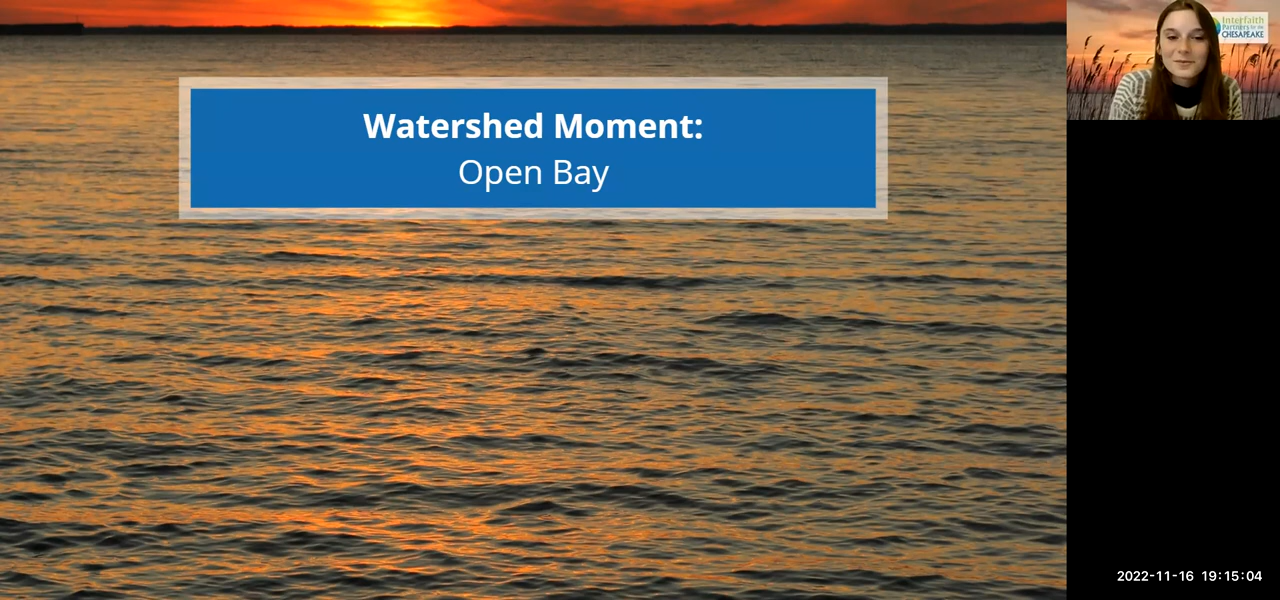 Watershed Moment:
Open Bay
Interfaith
Partners for the
CHESAPEAKE
2022-11-16 19:15:04